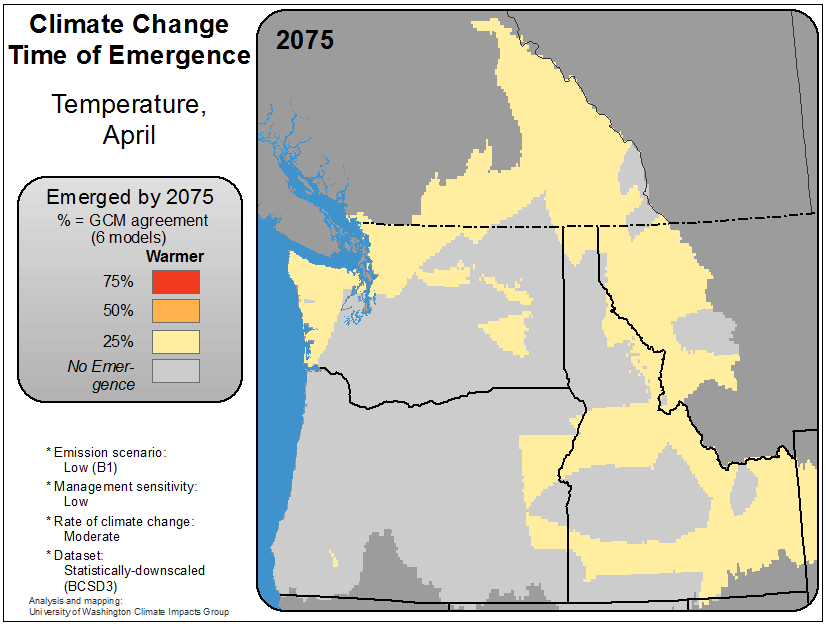 Climate Change
Time of Emergence
Temperature,
April
2075
Emerged by 2075
% = GCM agreement
(6 models)
Warmer
75%
50%
25%
No Emer-
gence
* Emission scenario:
Low (B1)
* Management sensitivity:
Low
* Rate of climate change:
Moderate
* Dataset:
Statistically-downscaled
(BCSD3)
Analysis and mapping:
University of Washington Climate Impacts Group